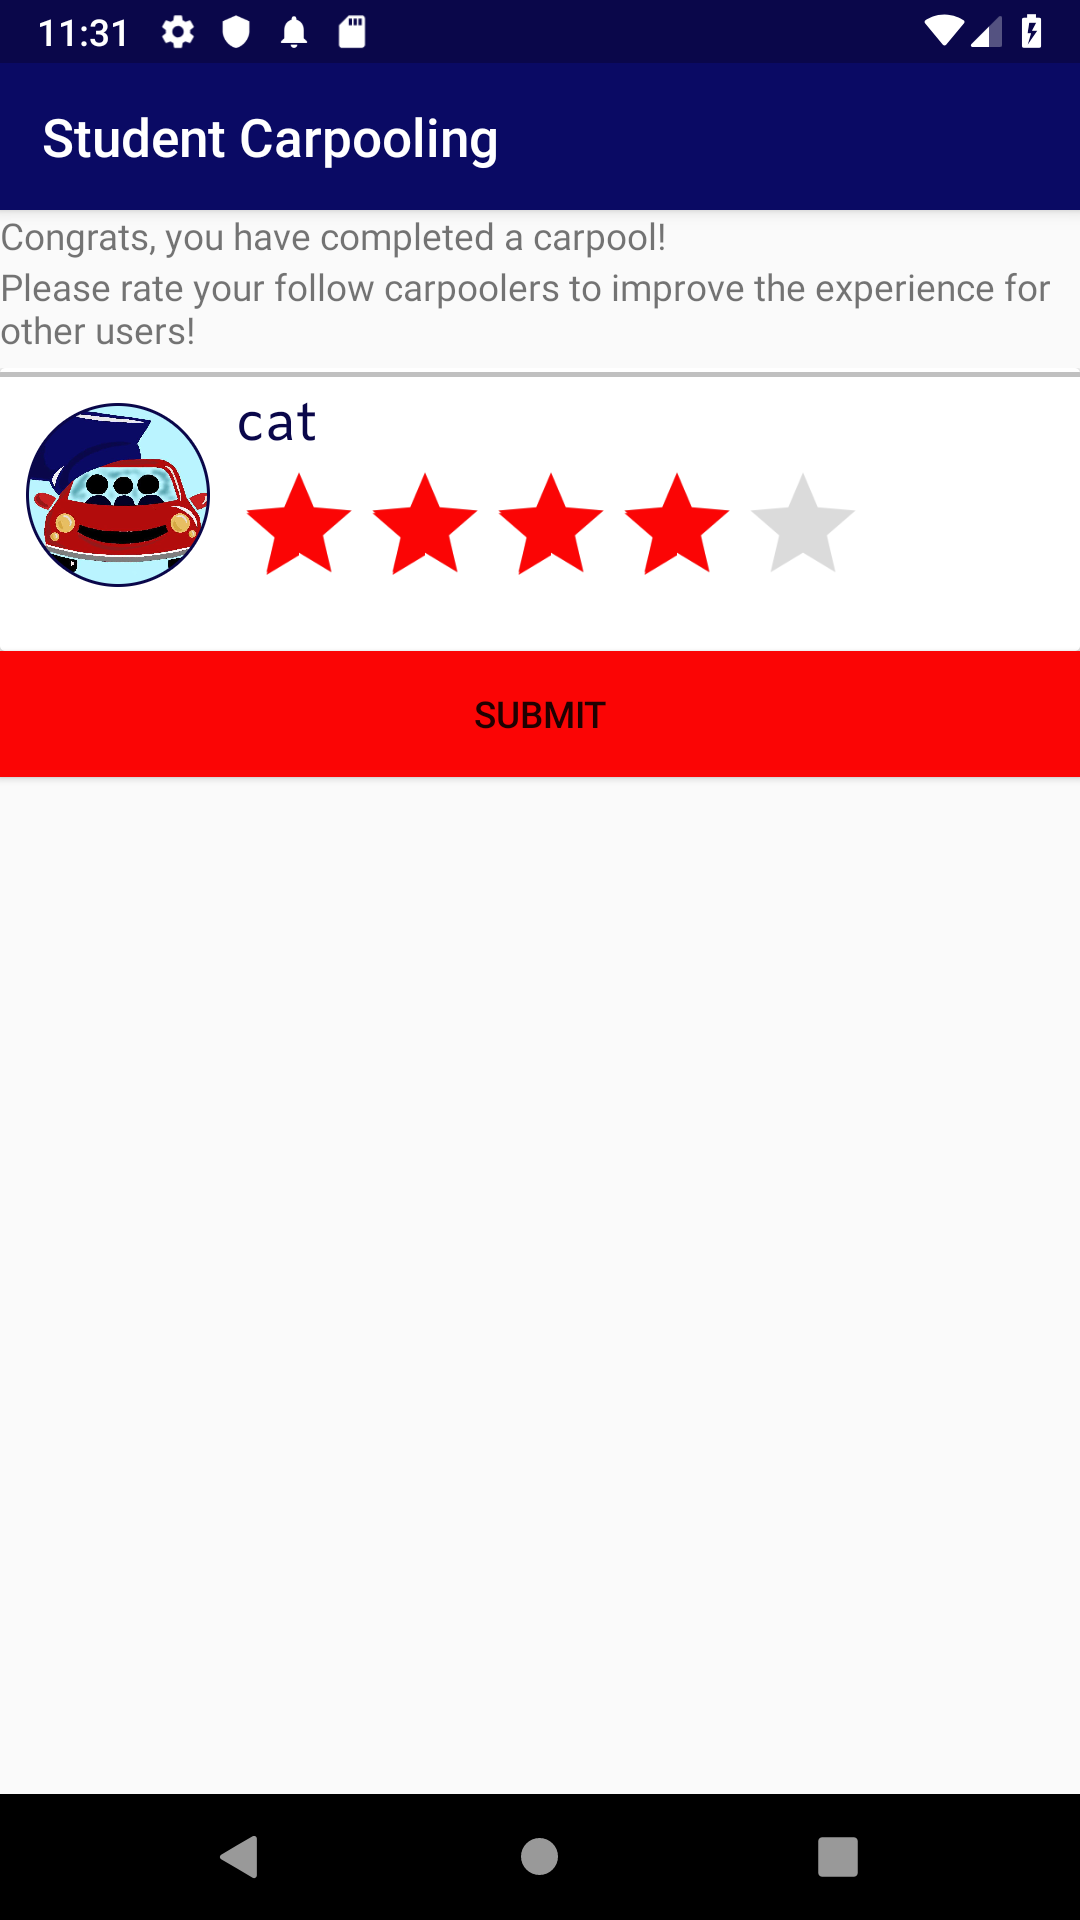 11:31
Student Carpooling
Congrats, you have completed a carpool!
Please rate your follow carpoolers to improve the experience for
other users!
cat
SUBMIT